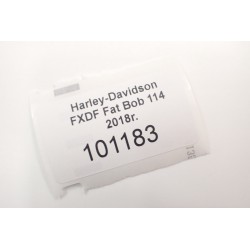 Harley-Davidson
FXDF Fat Bob 114
2018r.
101183